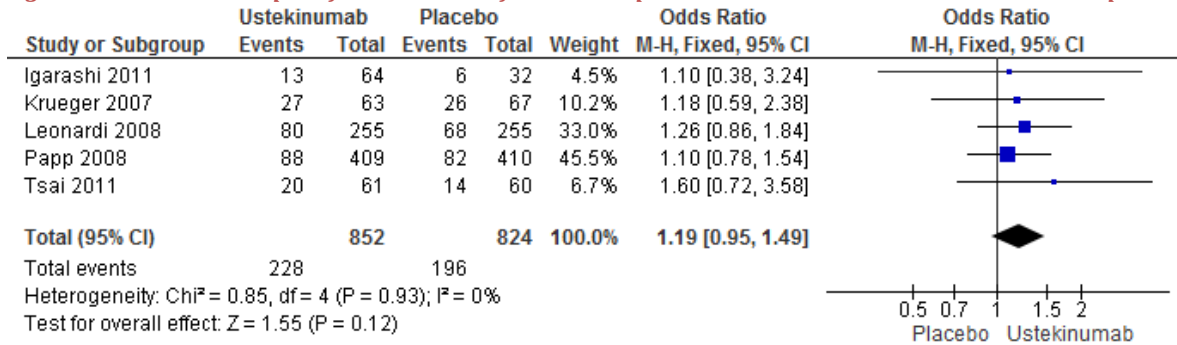 Ustekinumab Placebo Odds Ratio Odds Ratio
Study or Subgroup Events Total Events Total Weight M-H, Fixed, 95% CI M-H, Fixed, 95% CI
Igarashi 2011 13 64 6 32 4.5% 1.10 [0.38, 3.24]
Krueger 2007 27 63 26 67 10.2% 1.18 [0.59, 2.38]
Leonardi 2008 80 255 68 255 33.0% 1.26 [0.86, 1.84]
Papp 2008 88 409 82 410 45.5% 1.10 [0.78, 1.54]
Tsai 2011 20 61 14 60 6.7% 1.60 [0.72, 3.58]
Total (95% CI) 852 824 100.0% 1.19 [0.95, 1.49]
Total events 228 196
Heterogeneity: Chi² = 0.85, df = 4 (P = 0.93); I² = 0%
Test for overall effect: Z = 1.55 (P = 0.12)
0.5 0.7 1 1.5 2
Placebo Ustekinumab